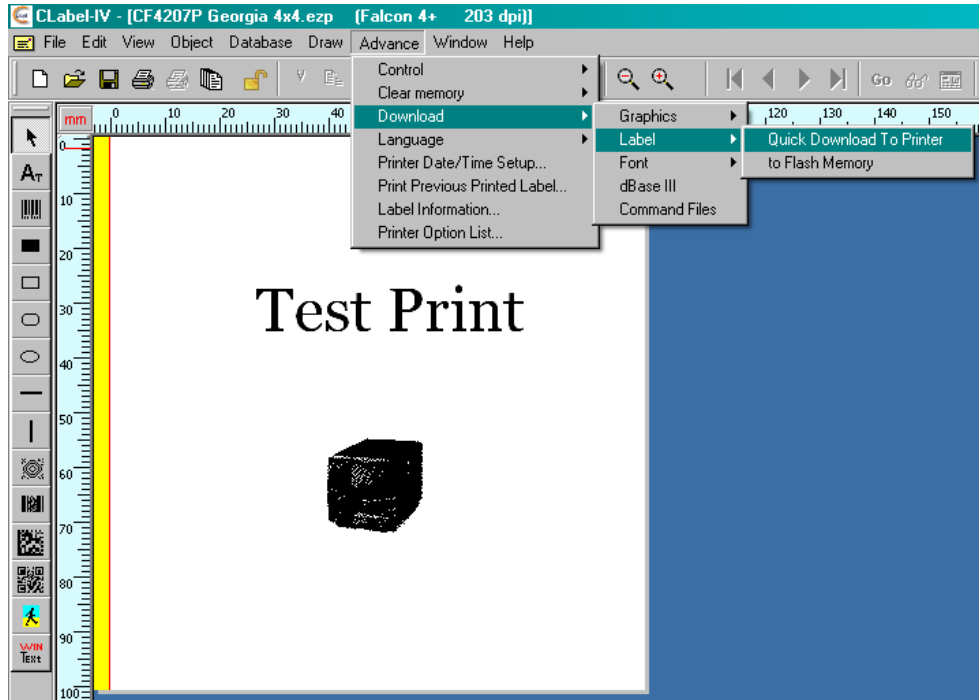 CLabel-IV - [CF4207P Georgia 4x4.ezp (Falcon 4+ 203 dpi)]
File Edit View Object Database Draw Advance Window Help
Go
Control
Clear memory
Download
Language
Printer Date/Time Setup...
Print Previous Printed Label...
Label Information...
Printer Option List...
Graphics
Label
Font
dBase III
Command Files
Quick Download To Printer
to Flash Memory
mm 0 10 20 30 40 120 130 140 150
0
10
20
30
40
50
60
70
80
90
100
AT
WIN
TExt
Test Print